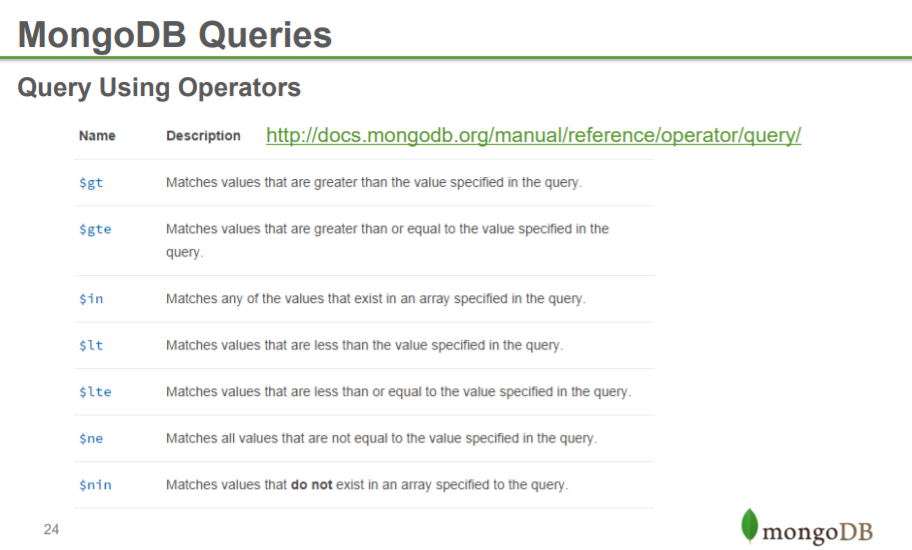 MongoDB Queries
Query Using Operators
Name Description http://docs.mongodb.org/manual/reference/operator/query/
$gt Matches values that are greater than the value specified in the query.
$gte Matches values that are greater than or equal to the value specified in the
query.
$in Matches any of the values that exist in an array specified in the query.
$lt Matches values that are less than the value specified in the query.
$lte Matches values that are less than or equal to the value specified in the query.
$ne Matches all values that are not equal to the value specified in the query.
$nin Matches values that do not exist in an array specified to the query.
24
mongoDB